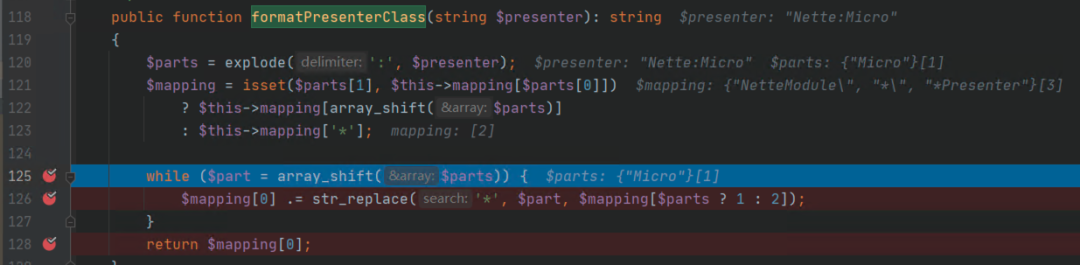 118 public function formatPresenterClass(string $presenter): string $presenter: "Nette:Micro"
119 {
120 $parts = explode( delimiter: ':', $presenter); $presenter: "Nette:Micro" $parts: {"Micro"}[1]
121 $mapping = isset($parts[1], $this->mapping[$parts[0]]) $mapping: {"NetteModule\", "*\", "*Presenter"}[3]
122 ? $this->mapping[array_shift( &array: $parts)]
123 : $this->mapping['*']; mapping: [2]
124
125 while ($part = array_shift( &array: $parts)) { $parts: {"Micro"}[1]
126 $mapping[0] .= str_replace( search: '*', $part, $mapping[$parts ? 1 : 2]);
127 }
128 return $mapping[0];